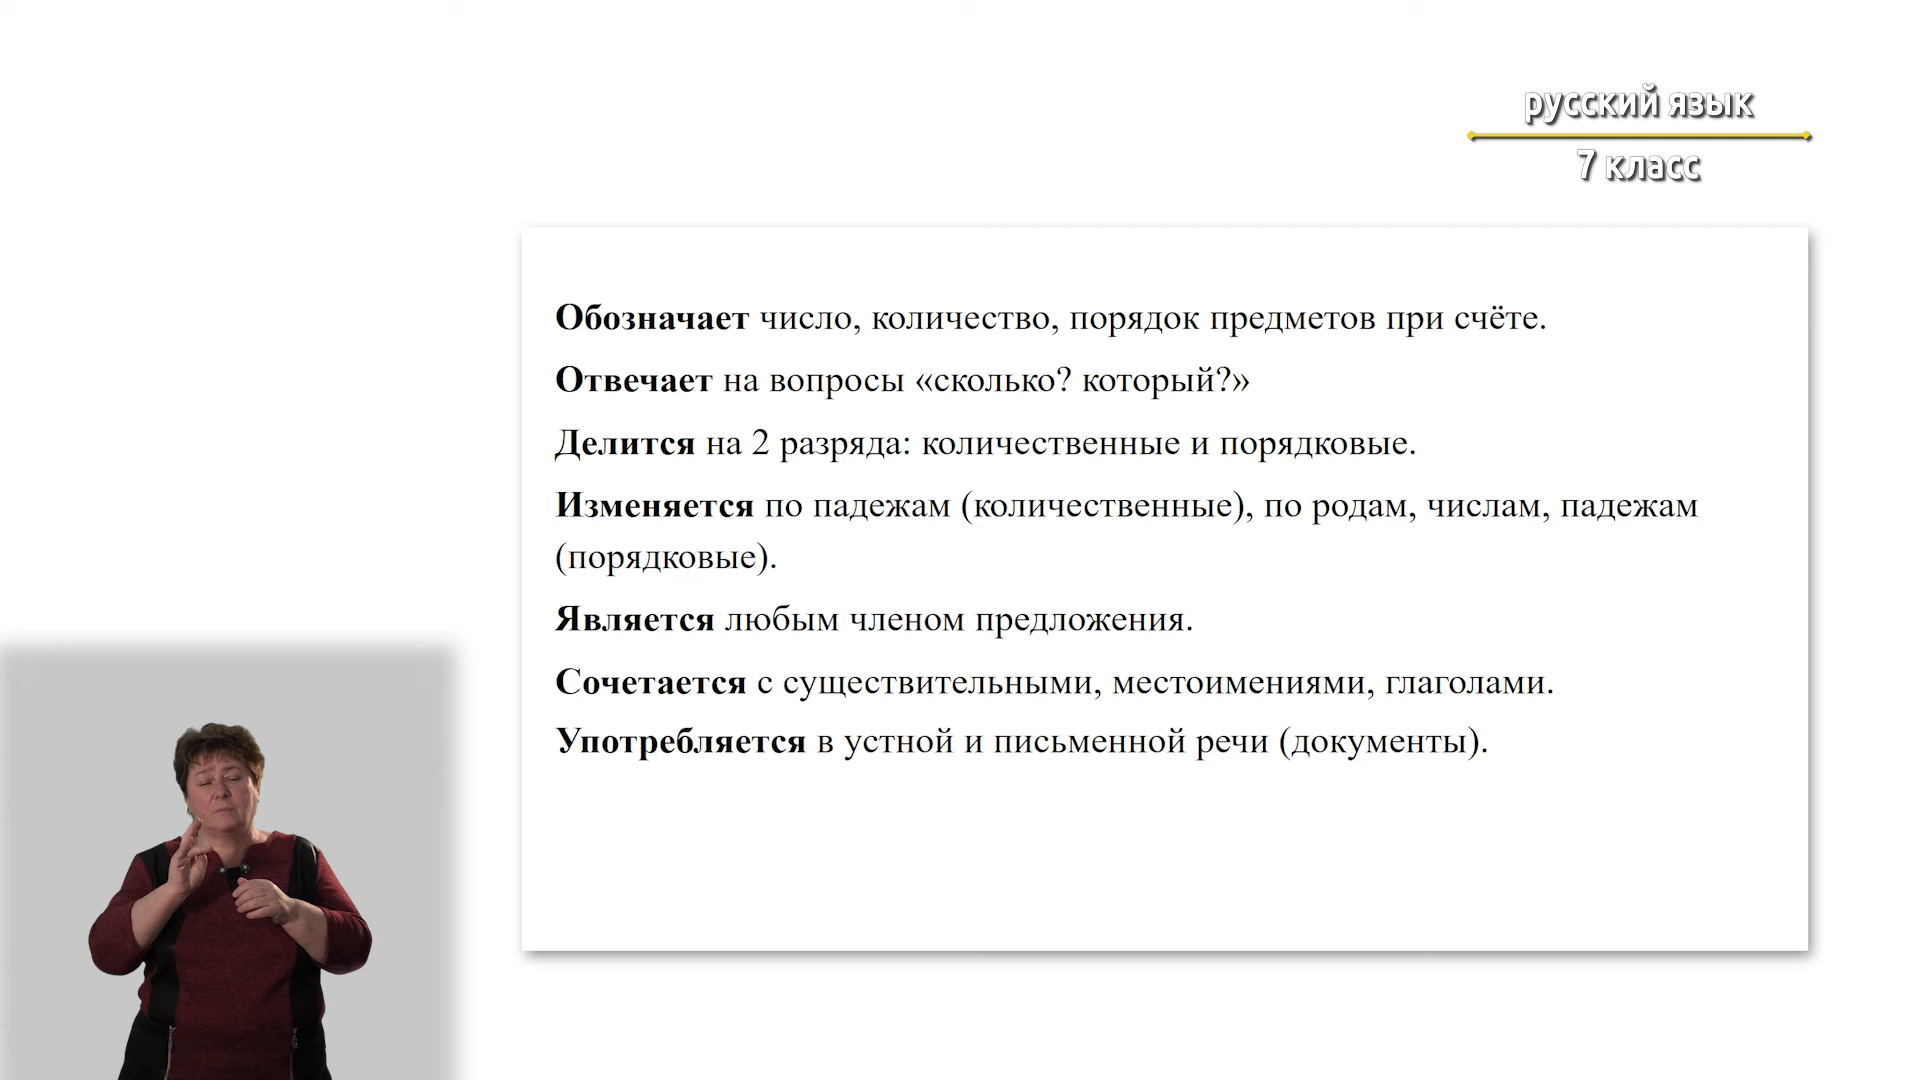 русский язык
7 класс
Обозначает число, количество, порядок предметов при счёте.
Отвечает на вопросы «сколько? который?»
Делится на 2 разряда: количественные и порядковые.
Изменяется по падежам (количественные), по родам, числам, падежам
(порядковые).
Является любым членом предложения.
Сочетается с существительными, местоимениями, глаголами.
Употребляется в устной и письменной речи (документы).